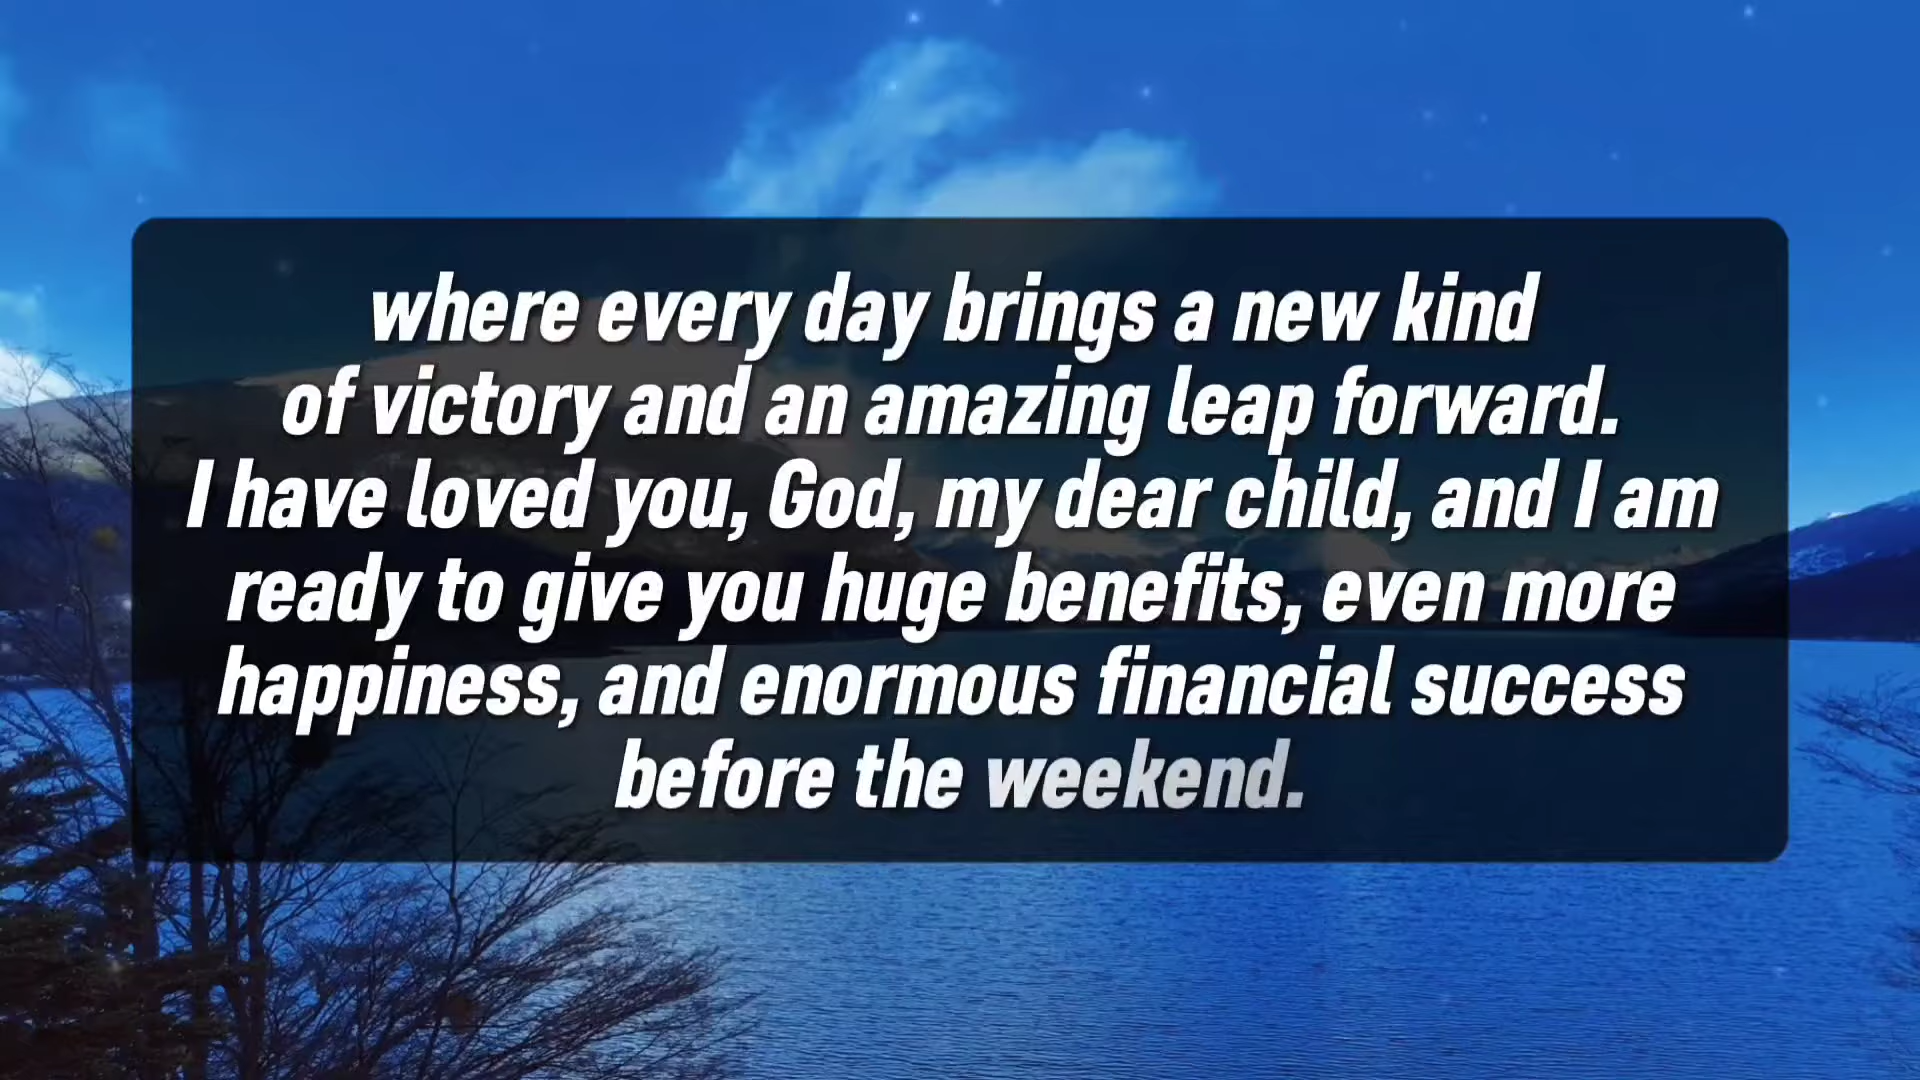 where every day brings a new kind
of victory and an amazing leap forward.
I have loved you, God, my dear child, and I am
ready to give you huge benefits, even more
happiness, and enormous financial success
before the weekend.